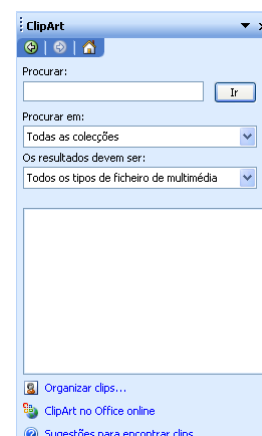 ClipArt
Procurar:
Ir
Procurar em:
Todas as colecções
Os resultados devem ser:
Todos os tipos de ficheiro de multimédia
Organizar clips...
ClipArt no Office online
Sugestões para encontrar clips